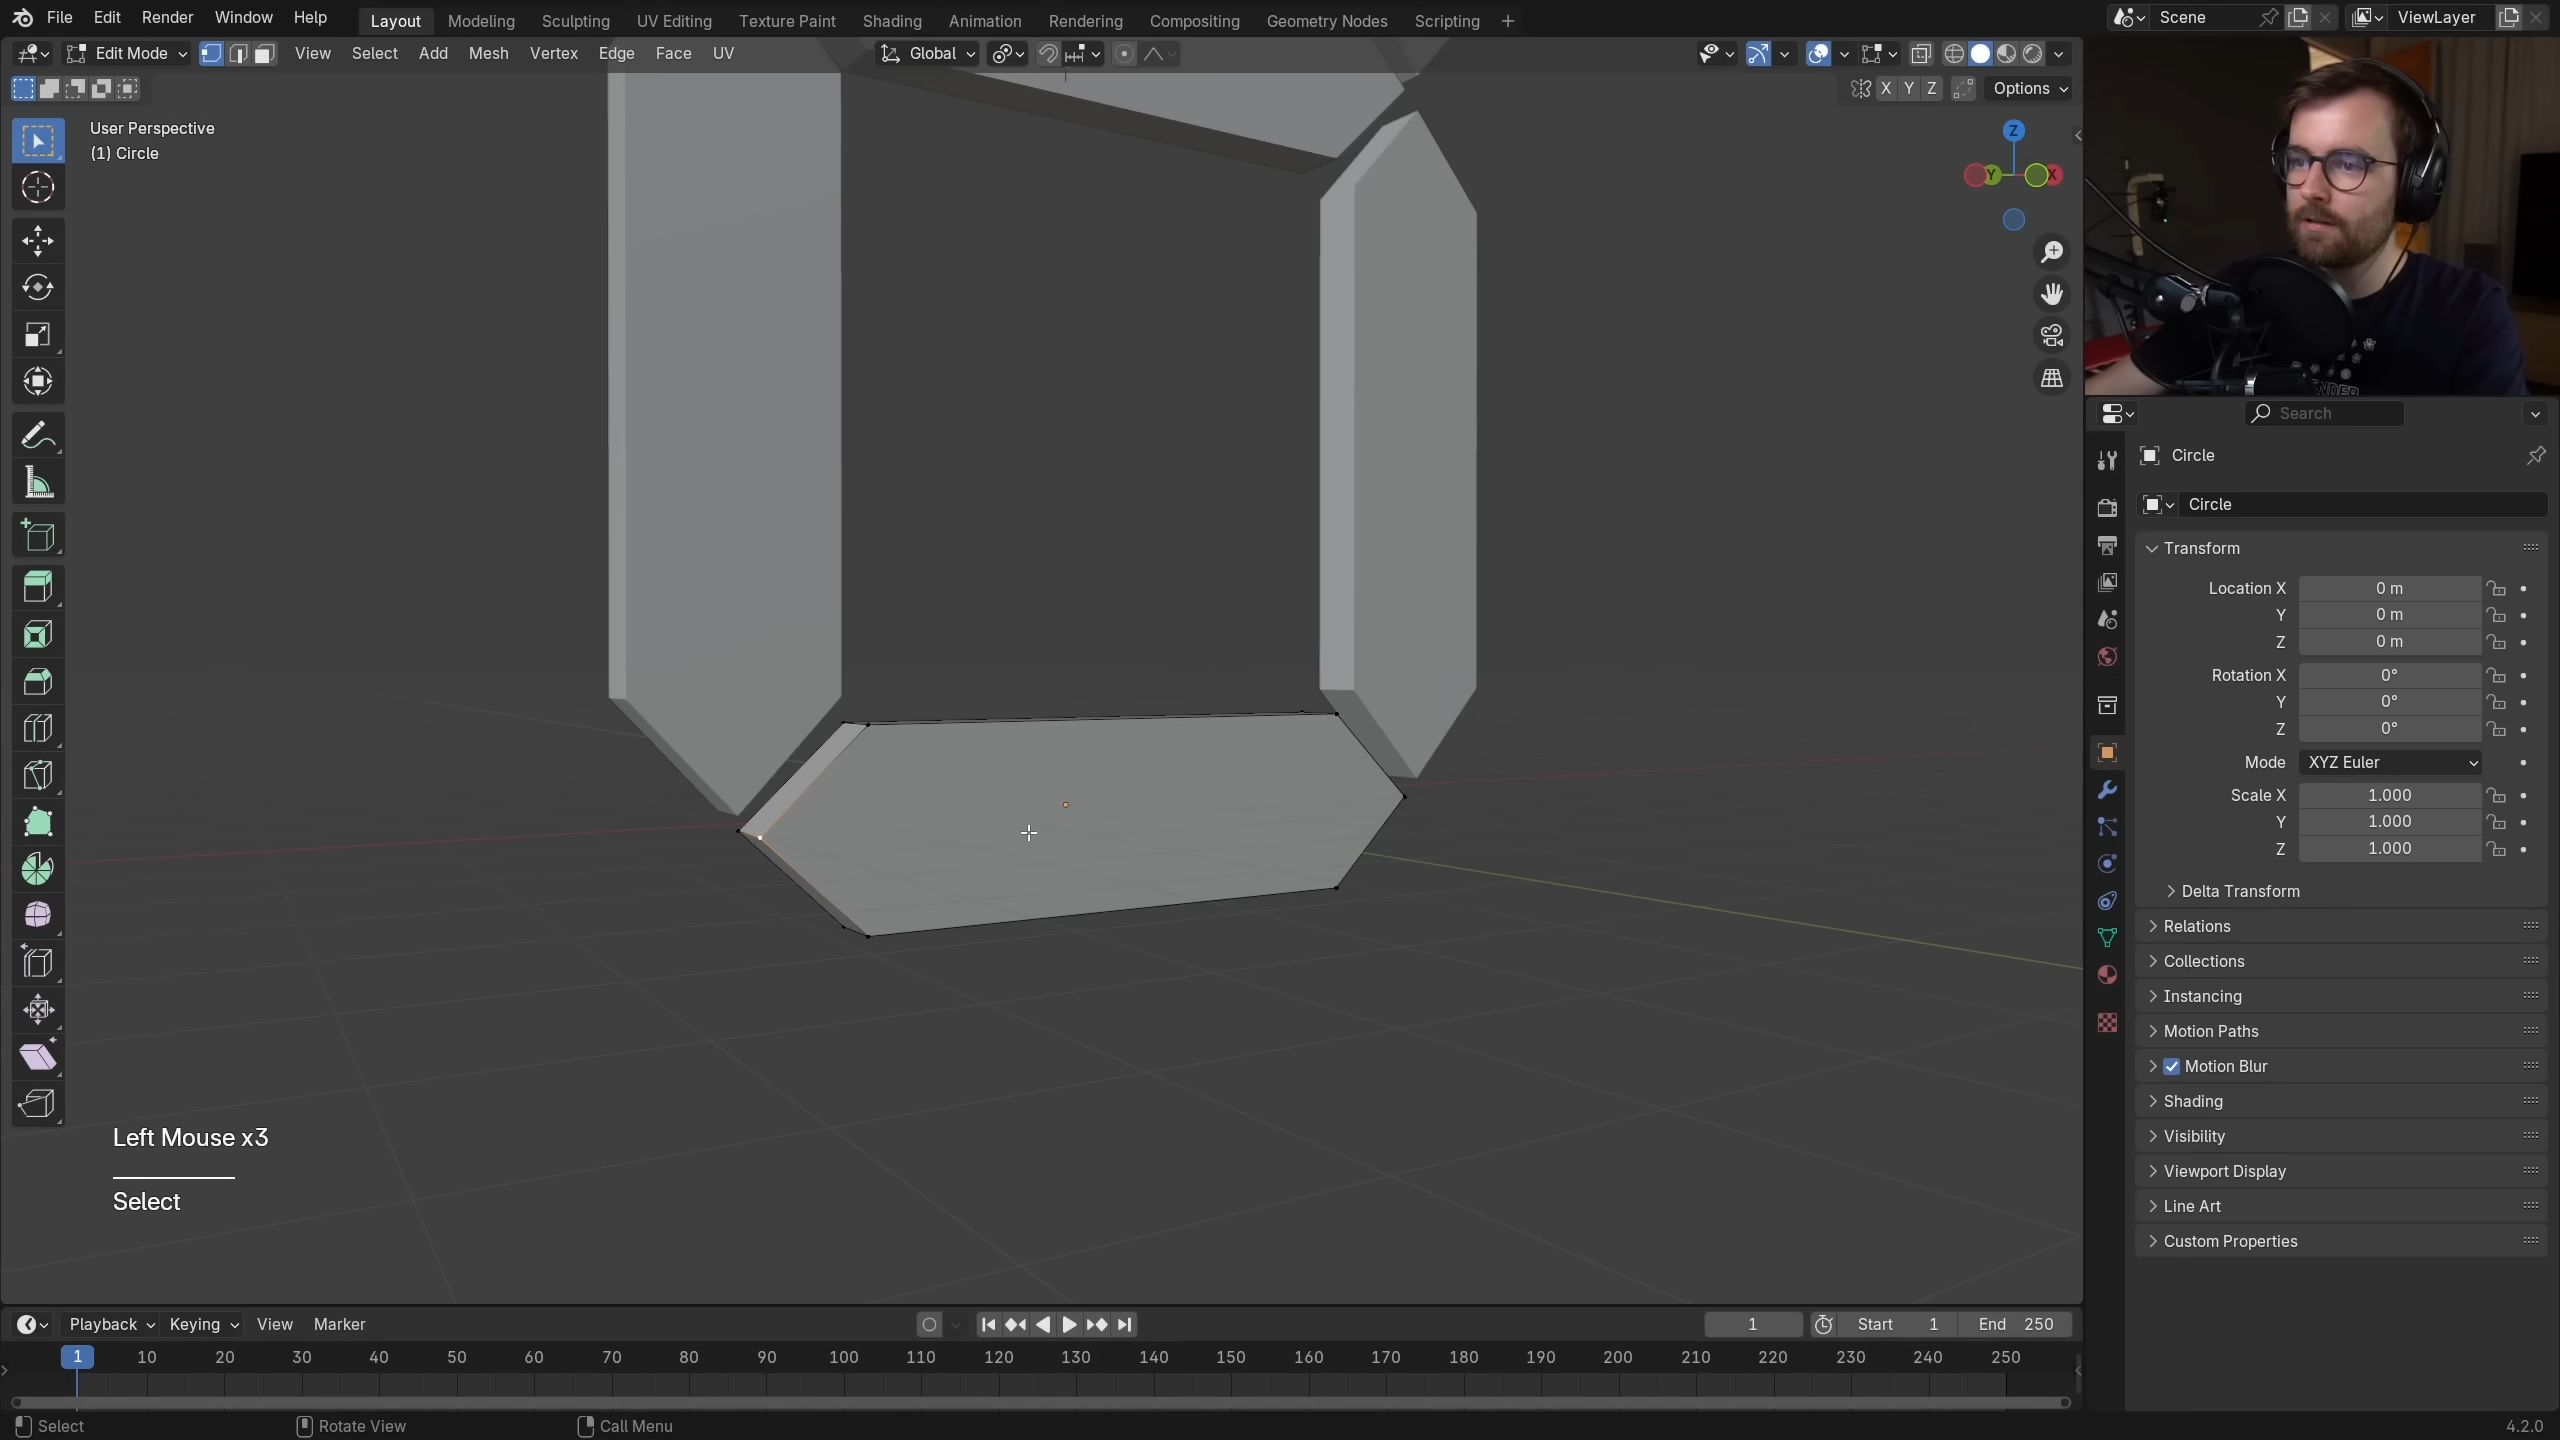 File Edit Render Window Help Layout Modeling Sculpting UV Editing Texture Paint Shading Animation Rendering Compositing Geometry Nodes Scripting Scene ViewLayer
Edit Mode View Select Add Mesh Vertex Edge Face UV Global
X Y Z Options
User Perspective
(1) Circle
Z
Y X
Search
Circle
Circle
Transform
Location X 0 m
Y 0 m
Z 0 m
Rotation X 0°
Y 0°
Z 0°
Mode XYZ Euler
Scale X 1.000
Y 1.000
Z 1.000
Delta Transform
Relations
Collections
Instancing
Motion Paths
Motion Blur
Shading
Visibility
Viewport Display
Line Art
Custom Properties
Left Mouse x3
Select
Playback Keying View Marker 1 Start 1 End 250
1 10 20 30 40 50 60 70 80 90 100 110 120 130 140 150 160 170 180 190 200 210 220 230 240 250
Select Rotate View Call Menu 4.2.0